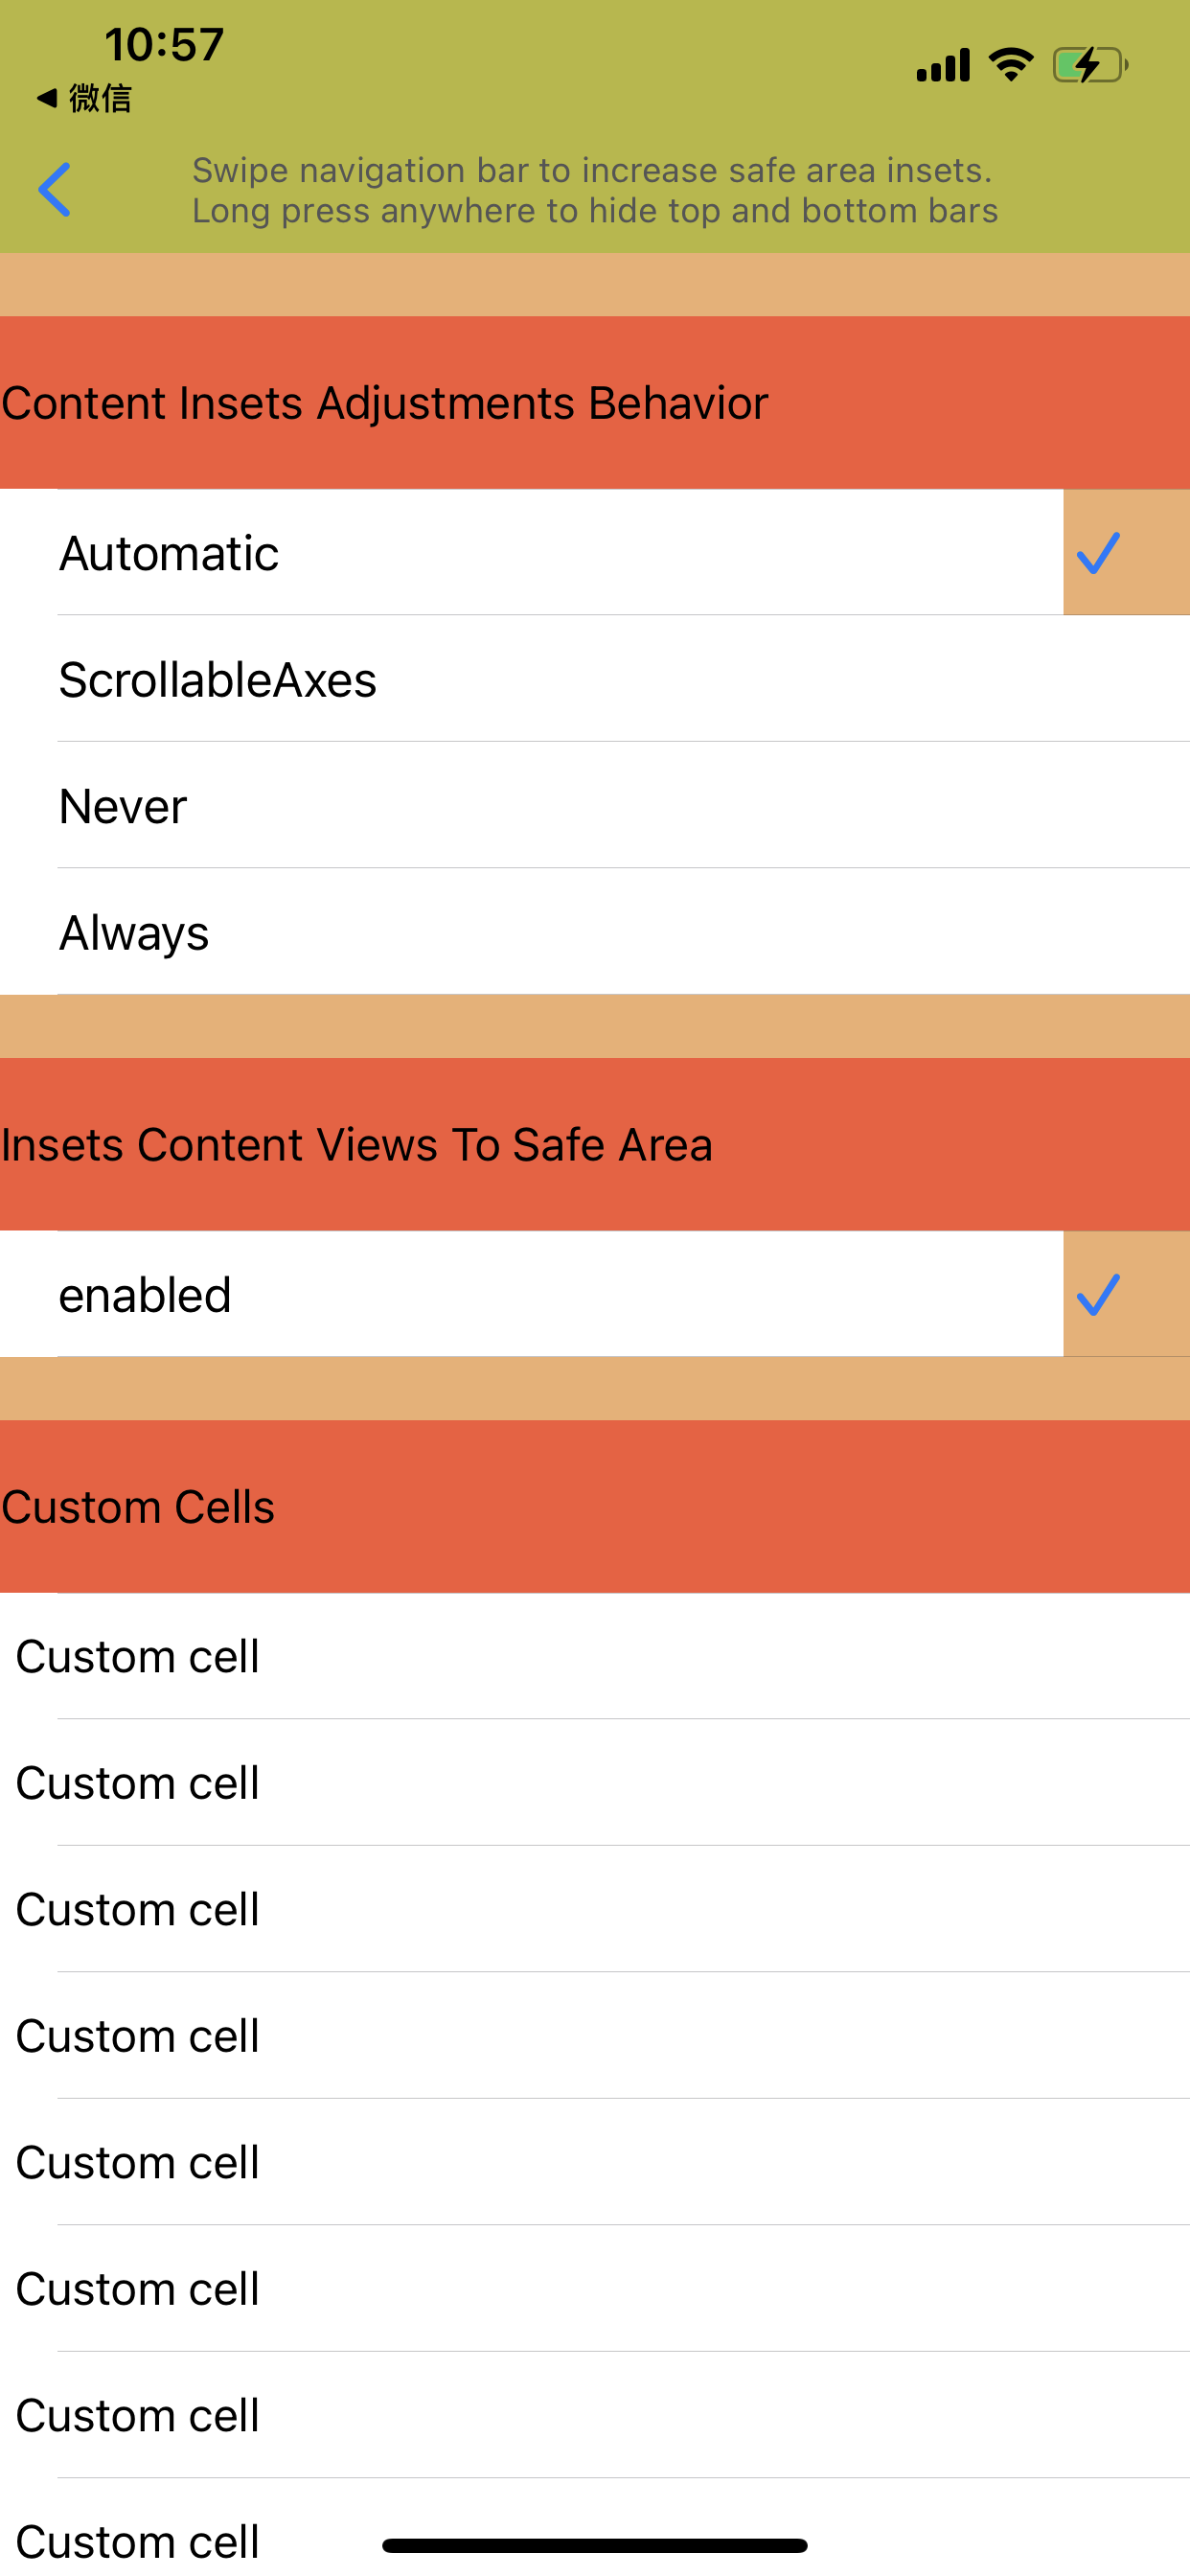 10:57
微信
Swipe navigation bar to increase safe area insets.
Long press anywhere to hide top and bottom bars
Content Insets Adjustments Behavior
Automatic
ScrollableAxes
Never
Always
Insets Content Views To Safe Area
enabled
Custom Cells
Custom cell
Custom cell
Custom cell
Custom cell
Custom cell
Custom cell
Custom cell
Custom cell